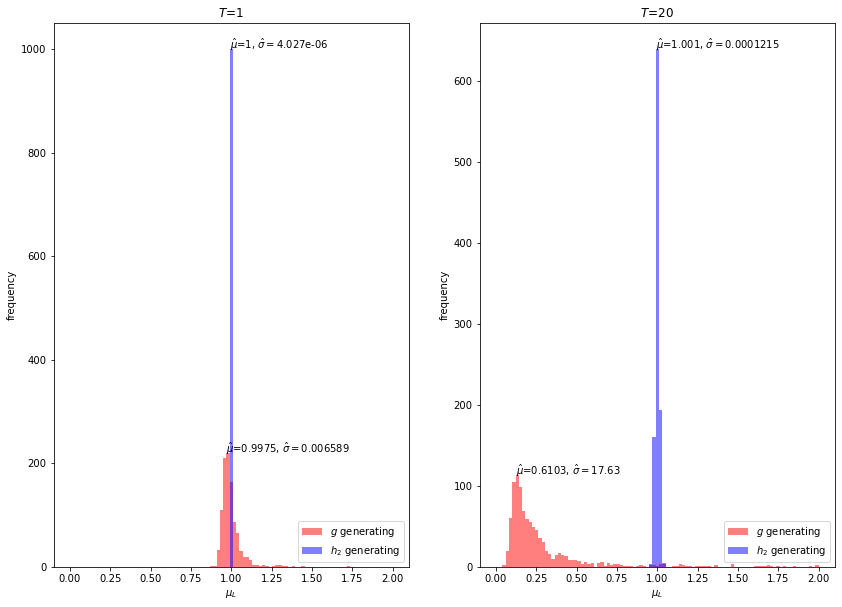 T=1
T=20
1000
800
600
400
200
0
frequency
μ̂=1, σ̂ = 4.027e-06
μ̂=0.9975, σ̂ = 0.006589
g generating
h₂ generating
0.00 0.25 0.50 0.75 1.00 1.25 1.50 1.75 2.00
μ_L
600
500
400
300
200
100
0
frequency
μ̂=1.001, σ̂ = 0.0001215
μ̂=0.6103, σ̂ = 17.63
g generating
h₂ generating
0.00 0.25 0.50 0.75 1.00 1.25 1.50 1.75 2.00
μ_L